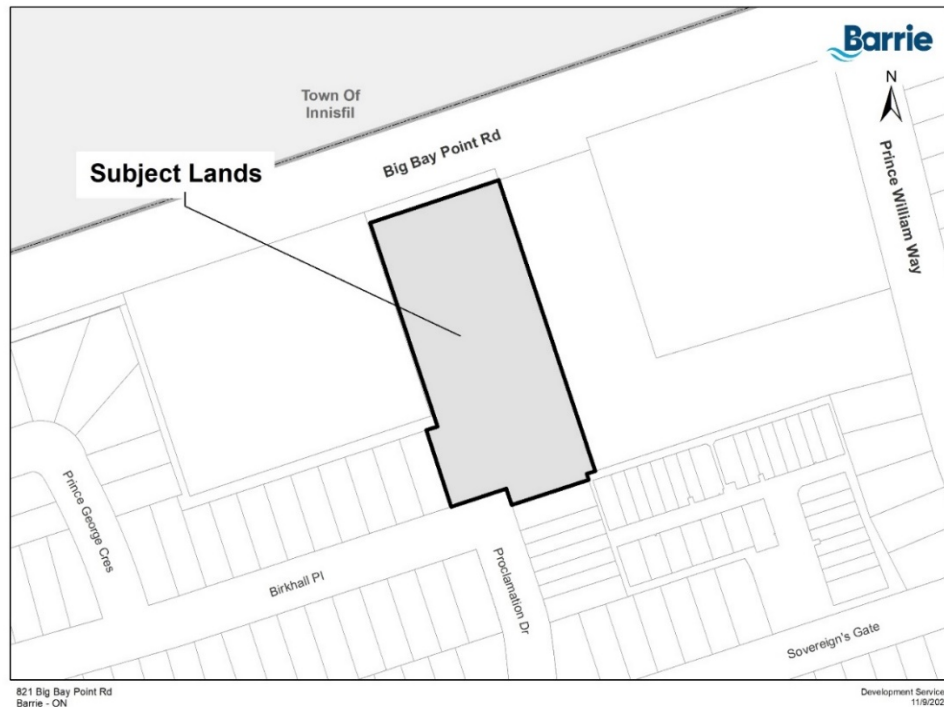 Barrie
Town Of
Innisfil
N
Big Bay Point Rd
Subject Lands
Prince William Way
Prince George Cres
Birkhall Pl
Proclamation Dr
Sovereign's Gate
821 Big Bay Point Rd
Barrie - ON
Development